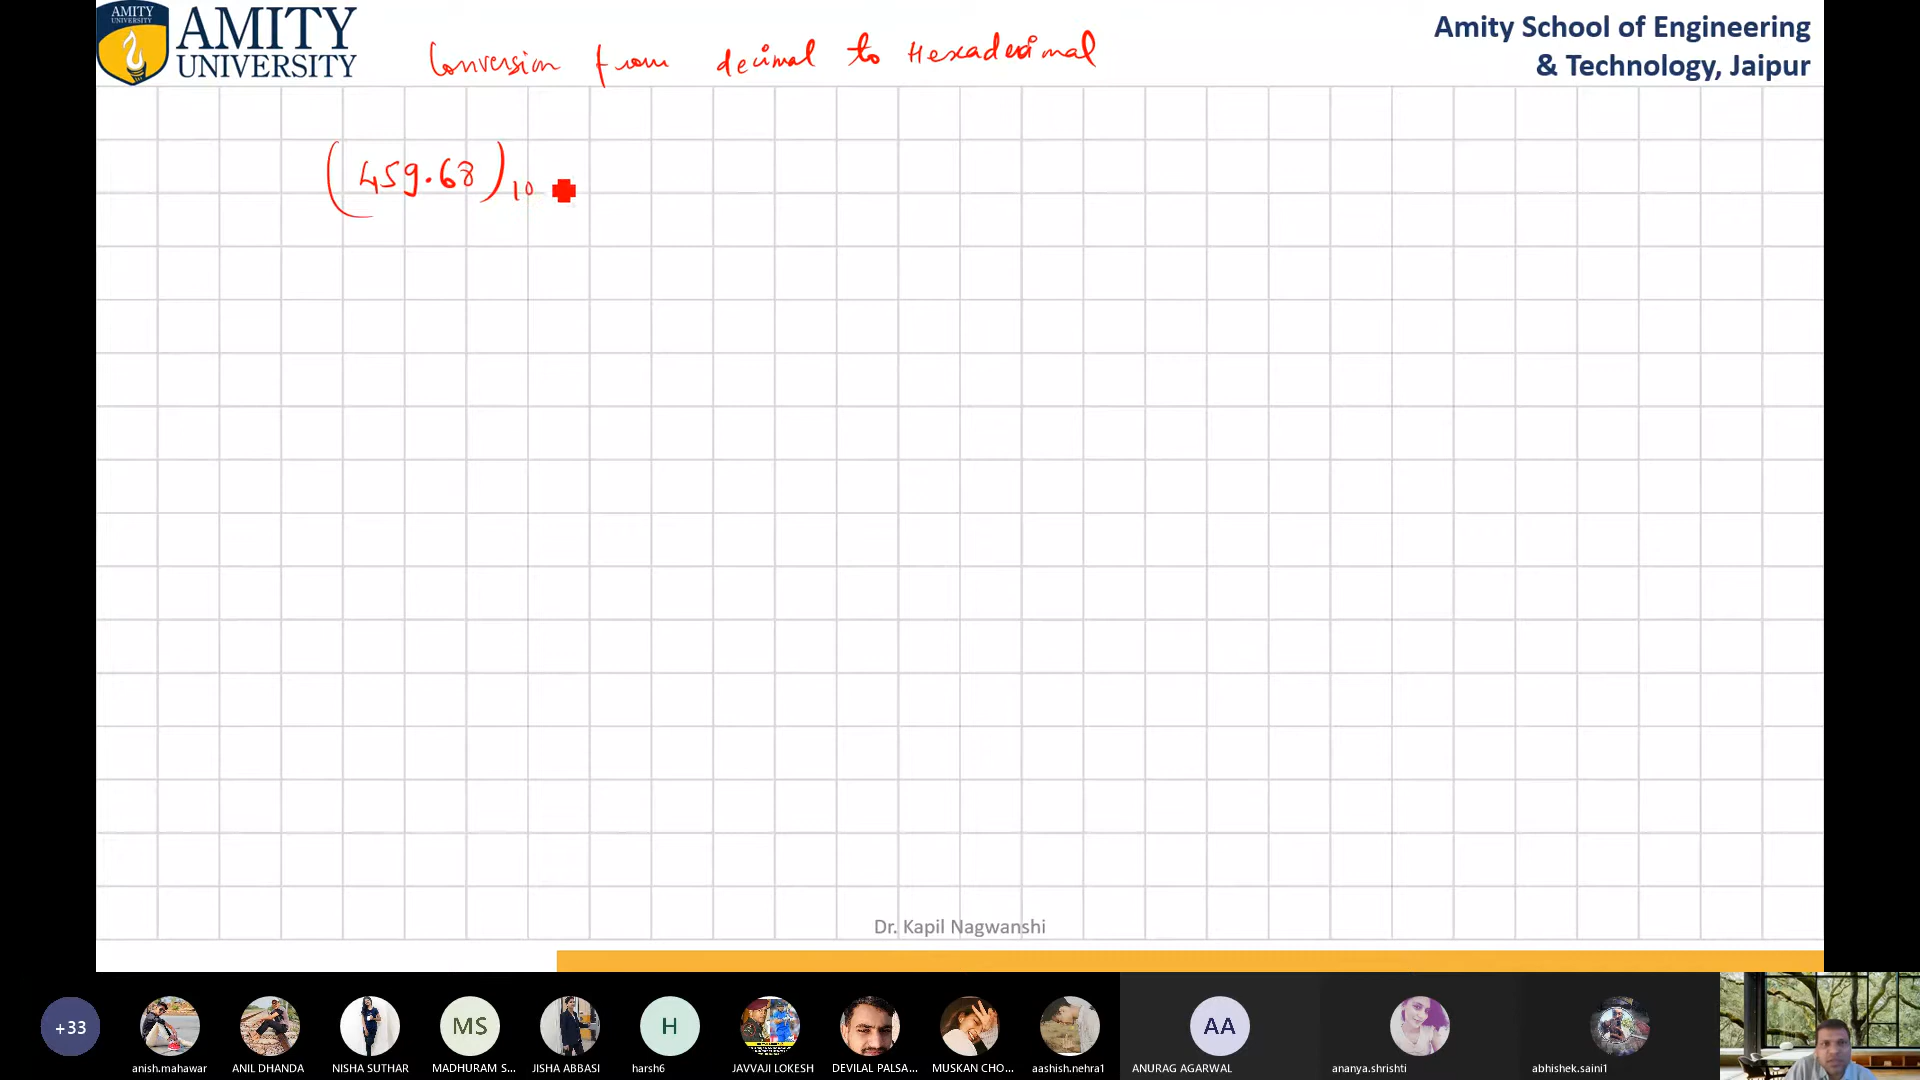 AMITY
UNIVERSITY
AMITY
UNIVERSITY
Conversion from decimal to Hexadecimal
Amity School of Engineering
& Technology, Jaipur
(459.68)10
Dr. Kapil Nagwanshi
+33
MS
H
AA
anish.mahawar
ANIL DHANDA
NISHA SUTHAR
MADHURAM S...
JISHA ABBASI
harsh6
JAVVAJI LOKESH
DEVILAL PALSA...
MUSKAN CHO...
aashish.nehra1
ANURAG AGARWAL
ananya.shrishti
abhishek.saini1